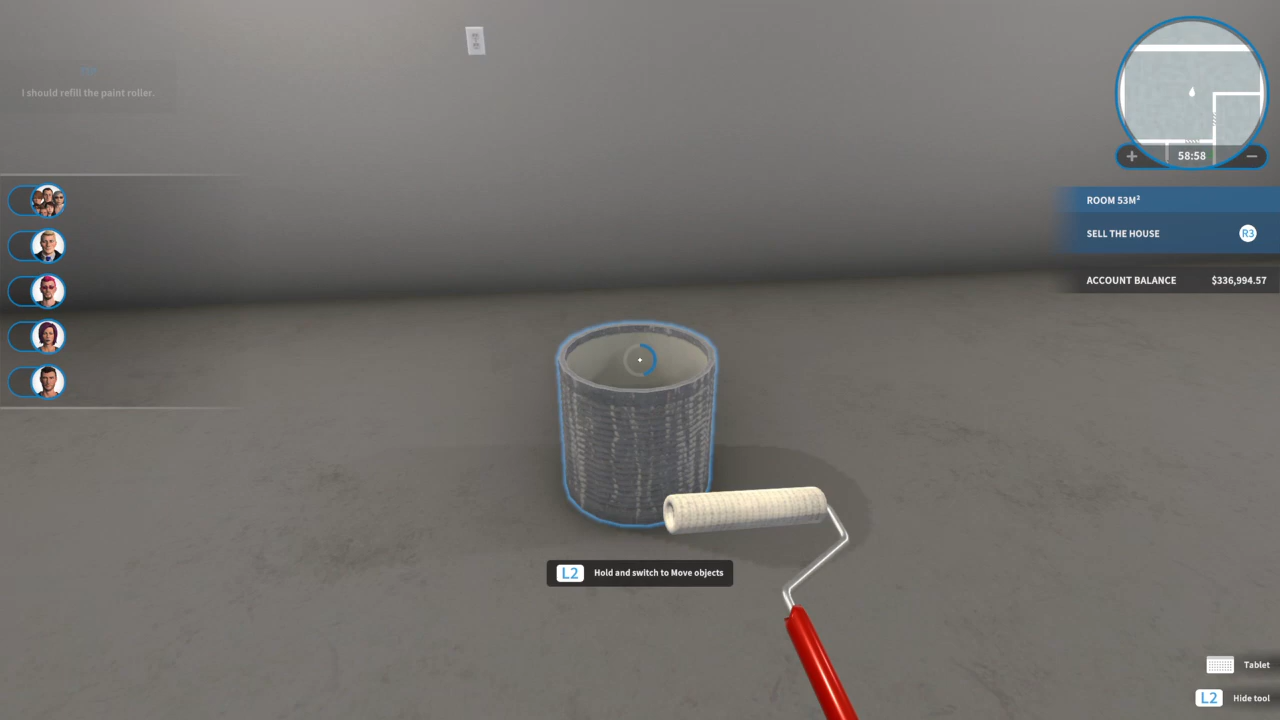 I should refill the paint roller.
+ 58:58 −
ROOM 53M²
SELL THE HOUSE R3
ACCOUNT BALANCE $336,994.57
L2 Hold and switch to Move objects
Tablet
L2 Hide tool